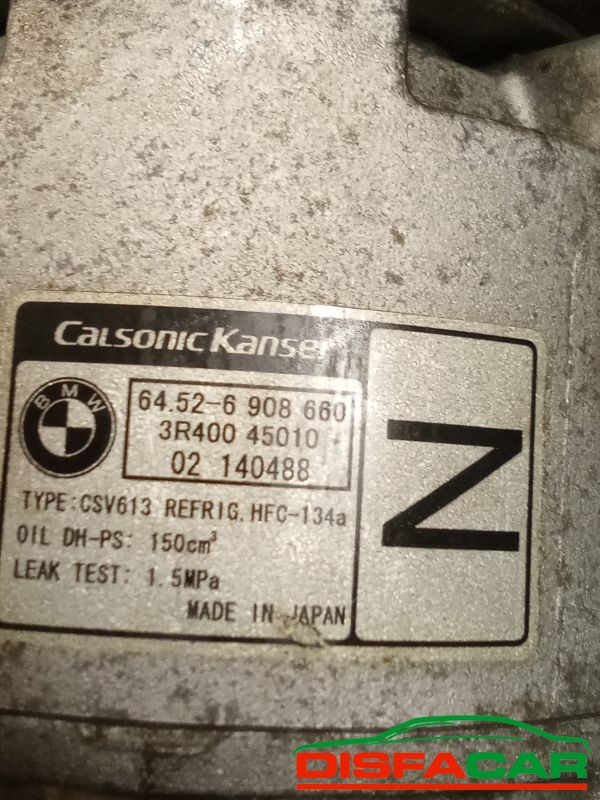 Calsonic Kansei
BMW
64.52-6 908 660
3R400 45010
02 140488
TYPE:CSV613 REFRIG.HFC-134a
OIL DH-PS: 150cm³
LEAK TEST: 1.5MPa
MADE IN JAPAN
Z
DISFACAR